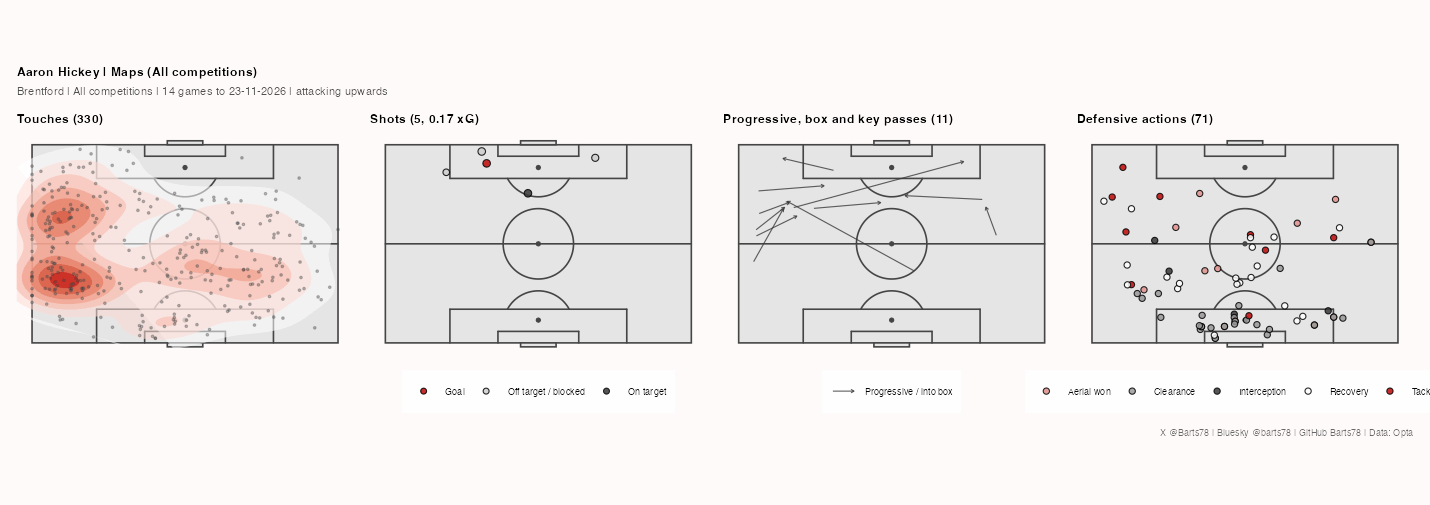 Aaron Hickey | Maps (All competitions)
Brentford | All competitions | 14 games to 23-11-2026 | attacking upwards
Touches (330)
Shots (5, 0.17 xG)
Progressive, box and key passes (11)
Defensive actions (71)
Goal
Off target / blocked
On target
Progressive / into box
Aerial won
Clearance
Interception
Recovery
Tack
X @Barts78 | Bluesky @barts78 | GitHub Barts78 | Data: Opta